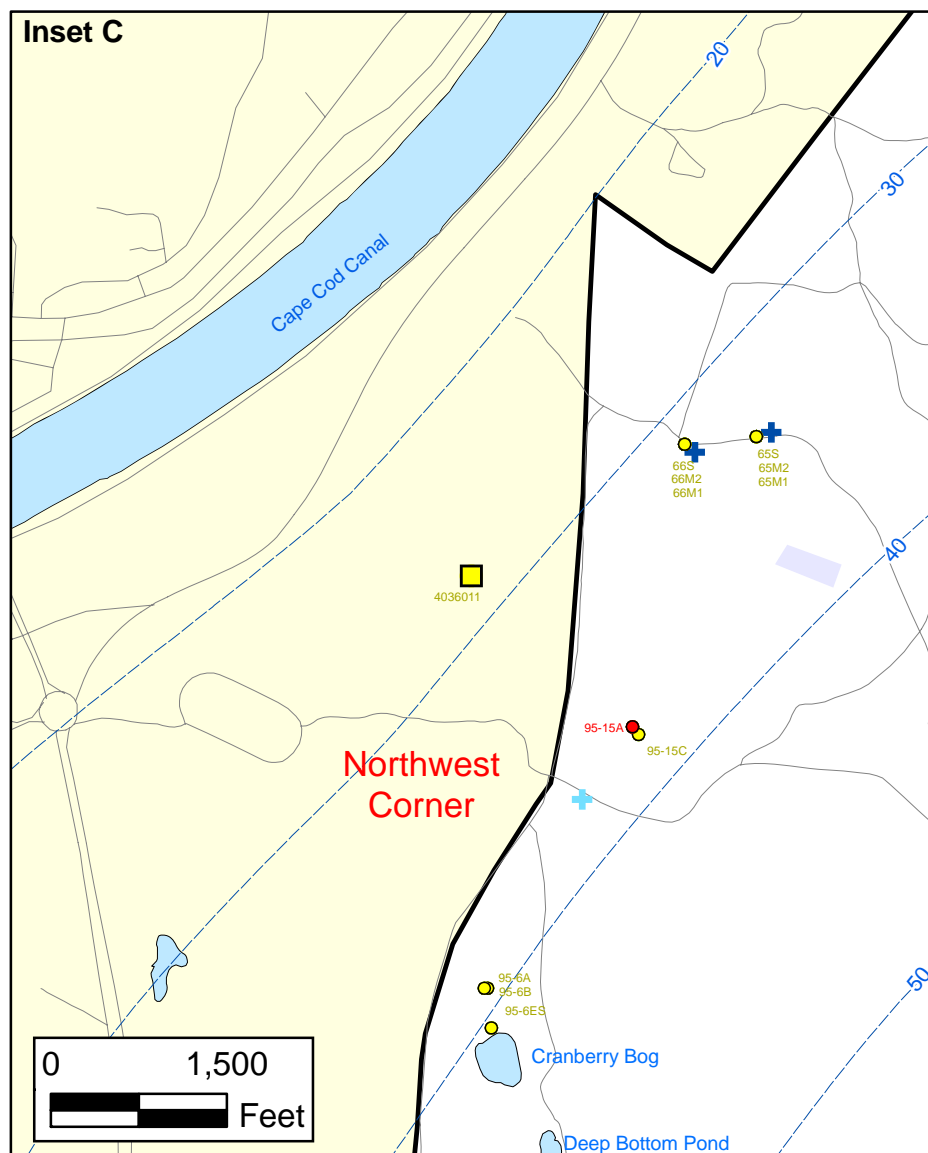 Inset C
20
30
Cape Cod Canal
66S
66M2
66M1
65S
65M2
65M1
40
4036011
95-15A
95-15C
Northwest
Corner
95-6A
95-6B
95-6ES
50
0 1,500
Feet
Cranberry Bog
Deep Bottom Pond